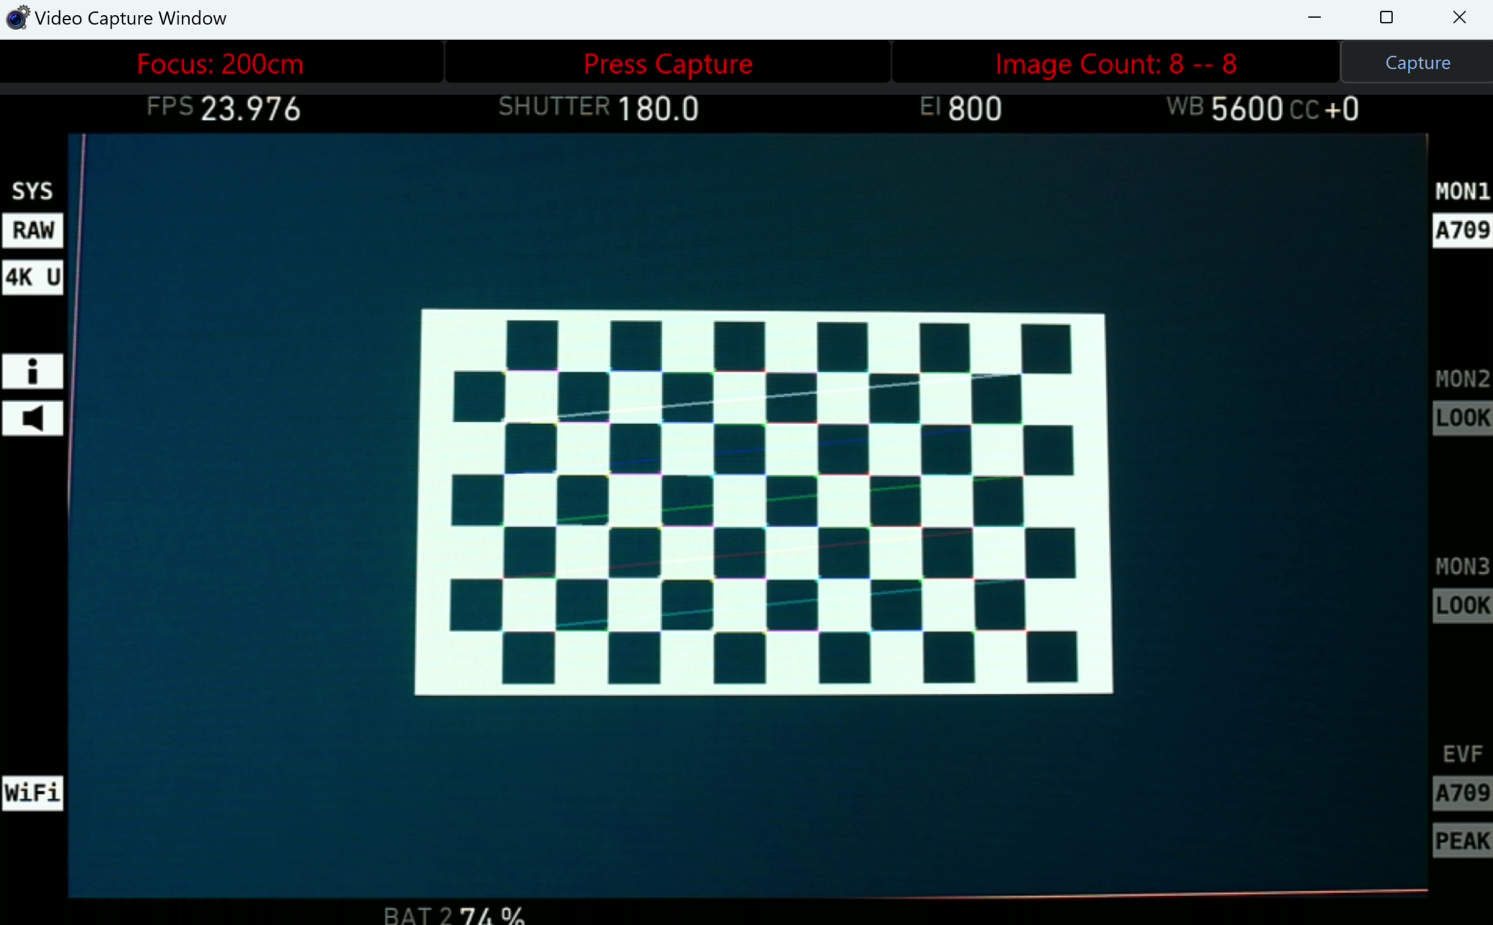 Video Capture Window
Focus: 200cm
Press Capture
Image Count: 8 -- 8
Capture
FPS 23.976
SHUTTER 180.0
EI 800
WB 5600 CC +0
SYS
RAW
4K U
i
WiFi
MON1
A709
MON2
LOOK
MON3
LOOK
EVF
A709
PEAK
BAT 2 74 %